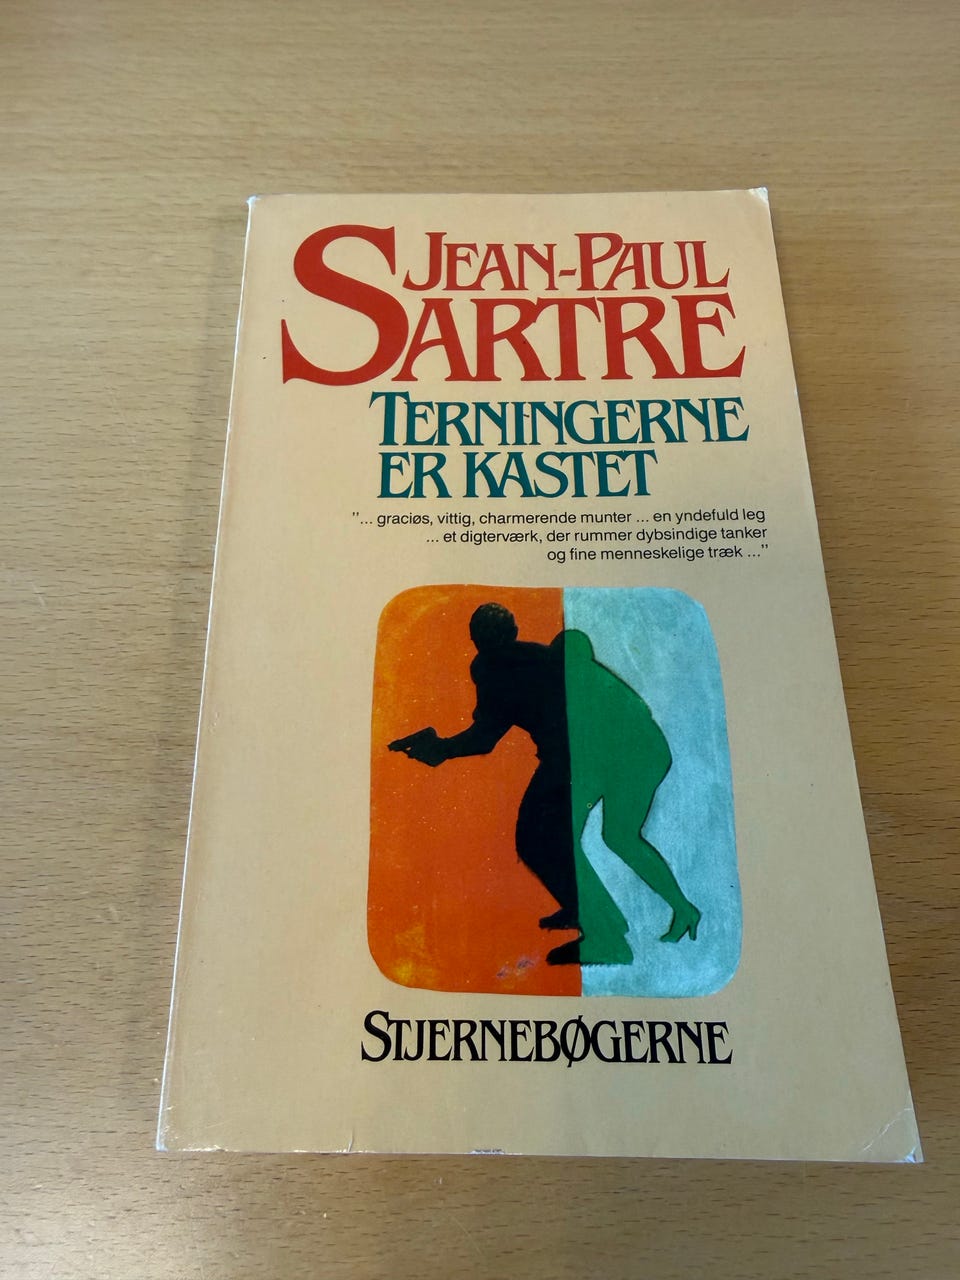 JEAN-PAUL
SARTRE
TERNINGERNE
ER KASTET
"... graciøs, vittig, charmerende munter ... en yndefuld leg
... et digterværk, der rummer dybsindige tanker
og fine menneskelige træk ..."
STJERNEBØGERNE